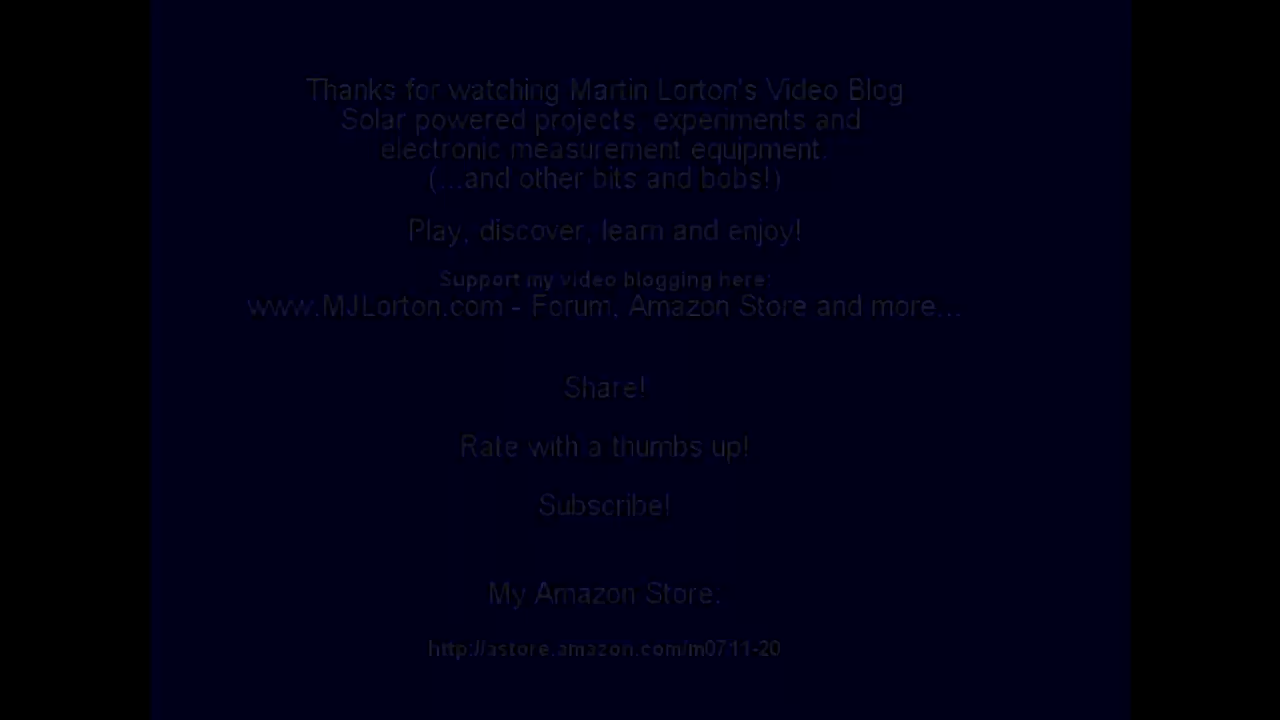 Thanks for watching Martin Lorton's Video Blog
Solar powered projects, experiments and
electronic measurement equipment.
(...and other bits and bobs!)
Play, discover, learn and enjoy!
Support my video blogging here:
www.MJLorton.com - Forum, Amazon Store and more...
Share!
Rate with a thumbs up!
Subscribe!
My Amazon Store:
http://astore.amazon.com/m0711-20